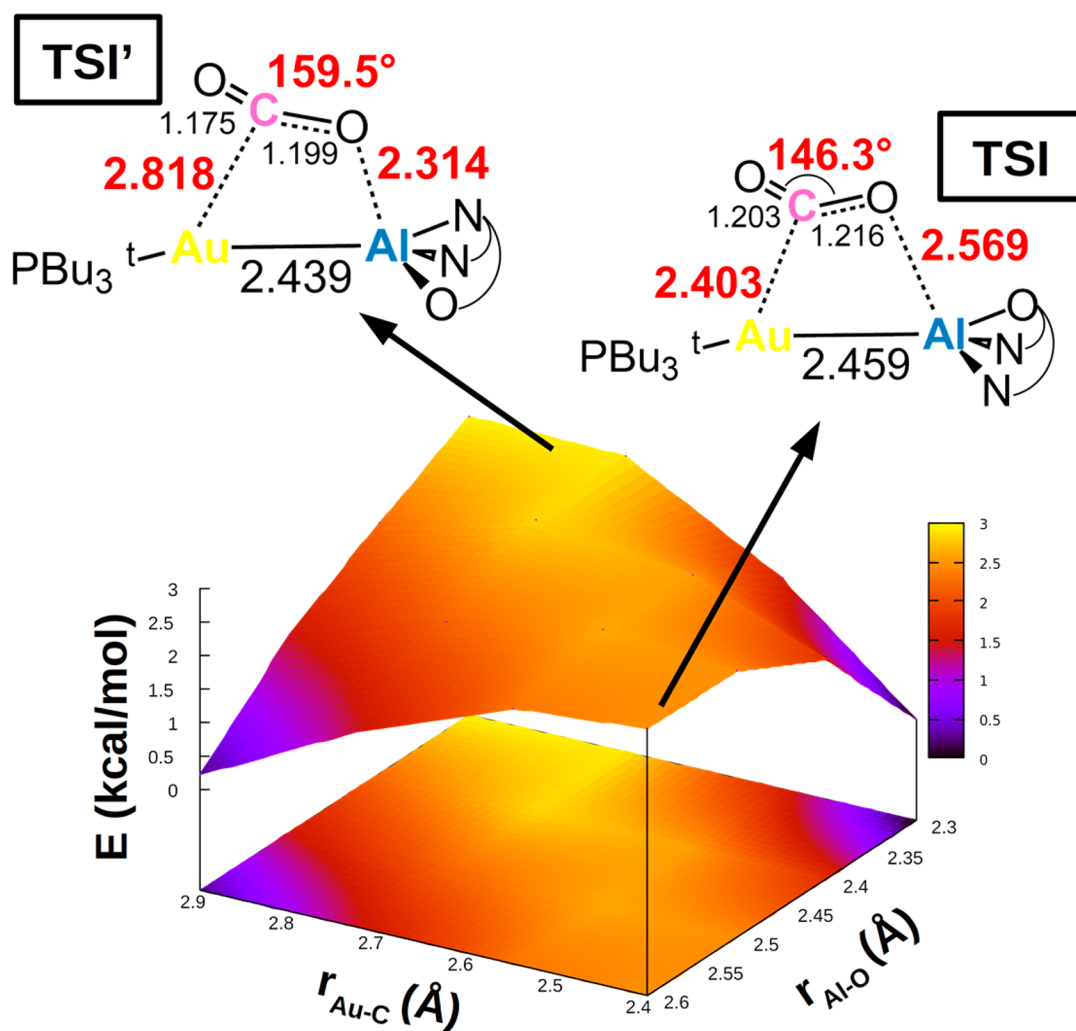 TSI’
O
159.5°
C
O
1.175
1.199
2.818
2.314
N
N
O
tPBu3
Au
Al
2.439
TSI
146.3°
O
C
O
1.203
1.216
2.403
2.569
O
N
N
tPBu3
Au
Al
2.459
E (kcal/mol)
3
2.5
2
1.5
1
0.5
0
3
2.5
2
1.5
1
0.5
0
2.9
2.8
2.7
2.6
2.5
2.4
rAu-C (Å)
2.6
2.55
2.5
2.45
2.4
2.35
2.3
rAl-O (Å)